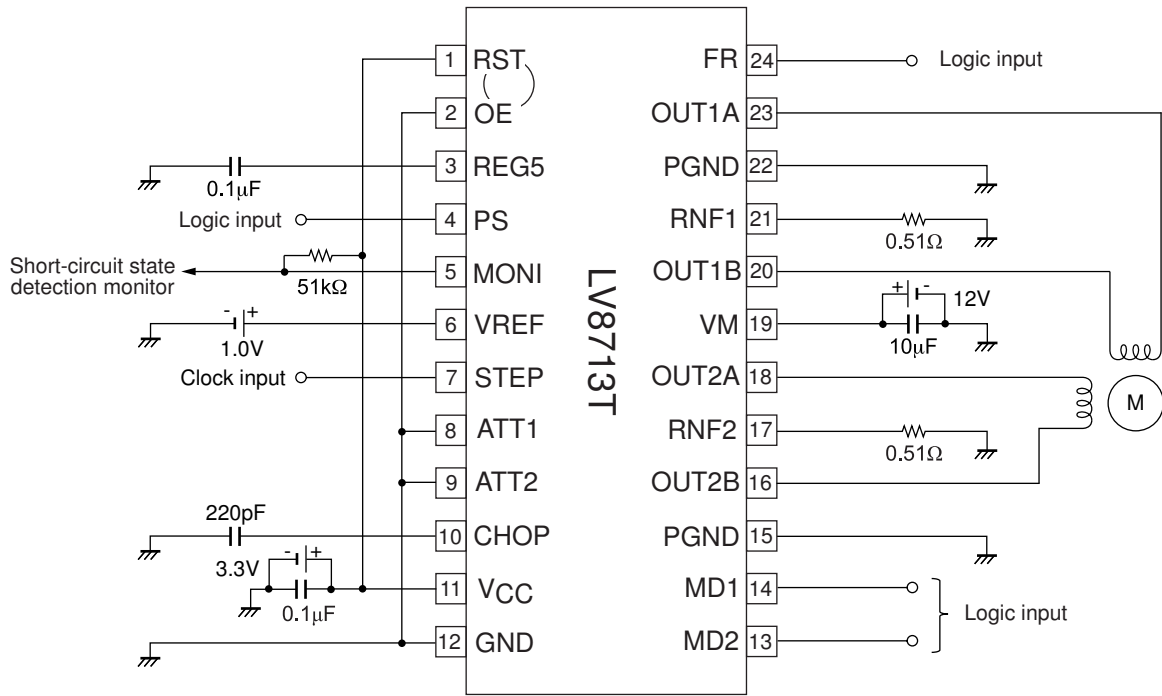 1 RST
2 OE
3 REG5
0.1μF
Logic input
4 PS
Short-circuit state
detection monitor
51kΩ
5 MONI
- +
1.0V
6 VREF
Clock input
7 STEP
8 ATT1
9 ATT2
220pF
10 CHOP
3.3V
- +
0.1μF
11 VCC
12 GND
LV8713T
FR 24
Logic input
OUT1A 23
PGND 22
RNF1 21
0.51Ω
OUT1B 20
+ -
12V
VM 19
10μF
OUT2A 18
M
RNF2 17
0.51Ω
OUT2B 16
PGND 15
MD1 14
Logic input
MD2 13